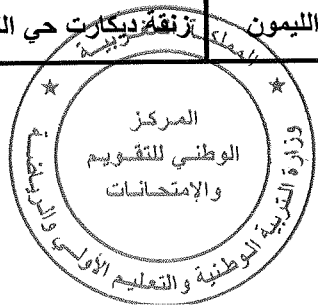 الليمون
زنقة ديكارت حي
المملكة المغربية
المركز
الوطني للتقويم
والإمتحانات
وزارة التربية الوطنية والتعليم الأولي والرياضة